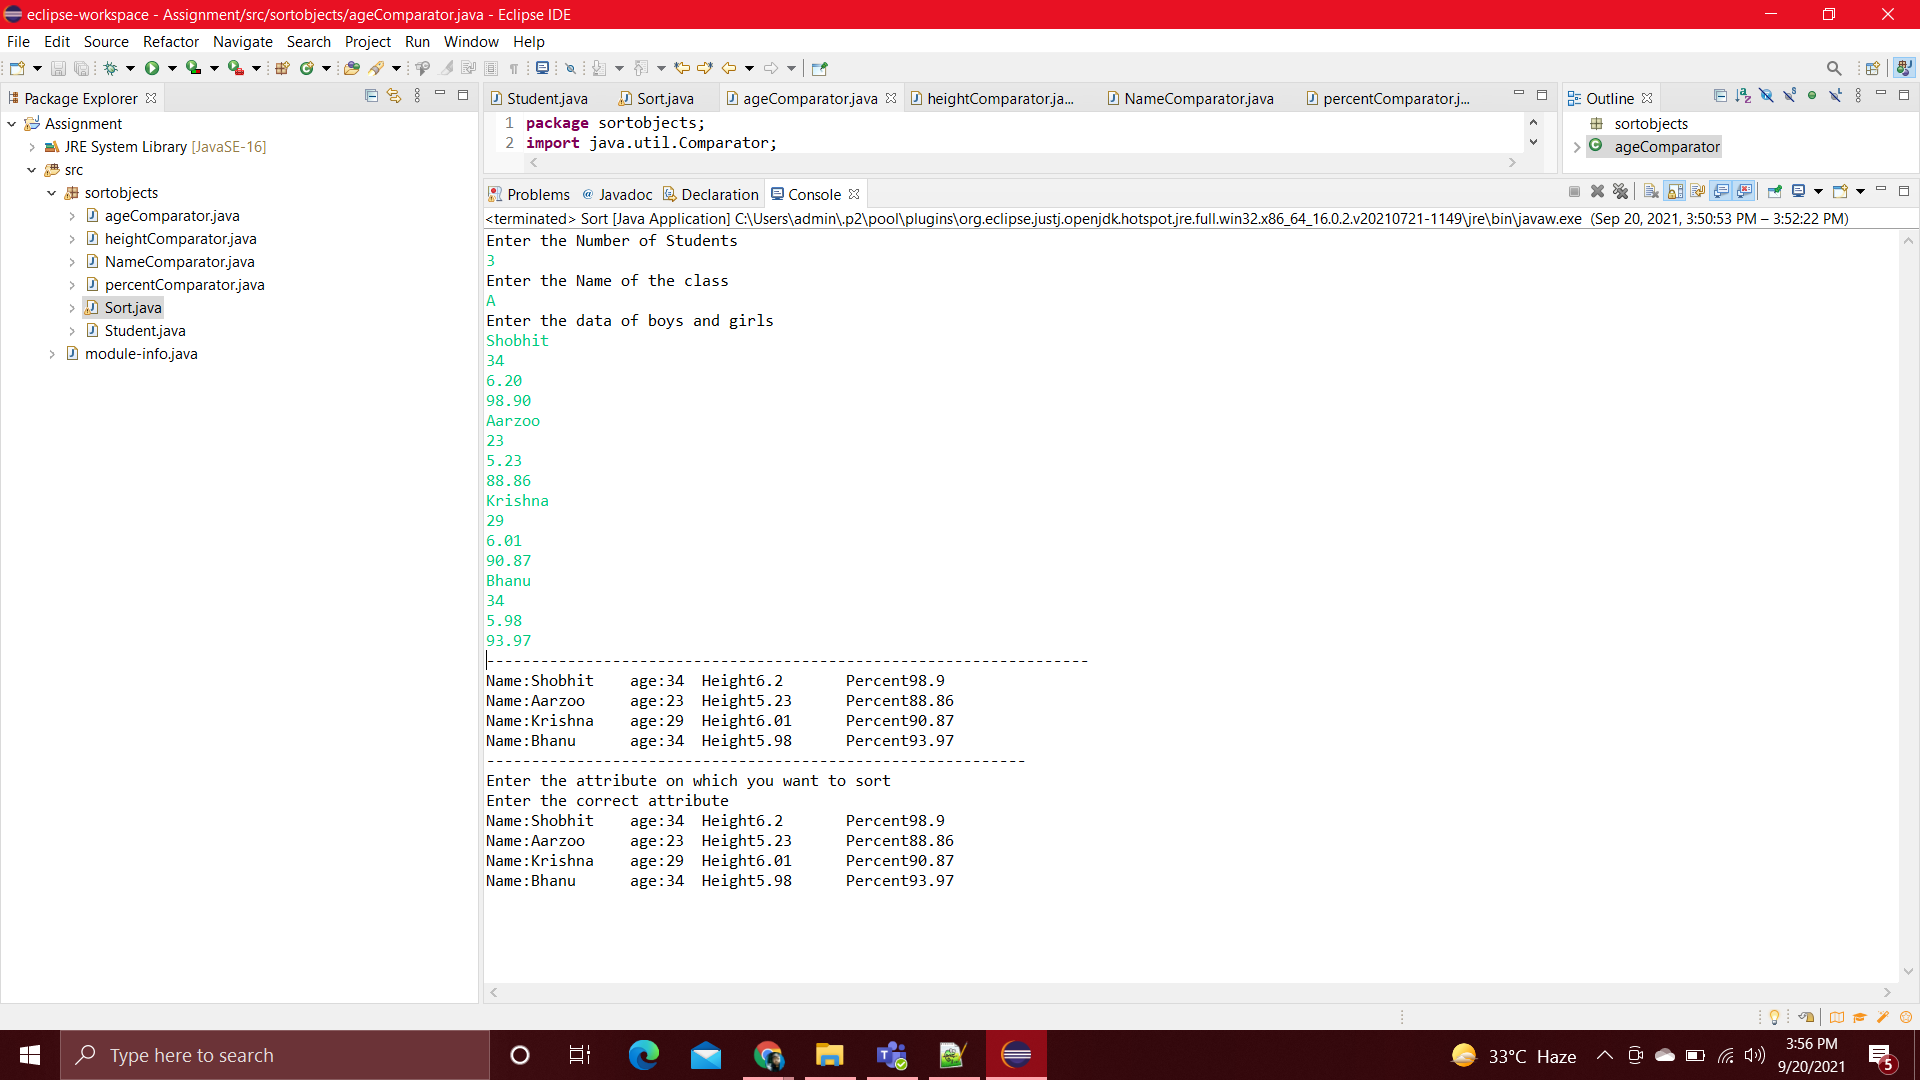 eclipse-workspace - Assignment/src/sortobjects/ageComparator.java - Eclipse IDE
File Edit Source Refactor Navigate Search Project Run Window Help
Package Explorer
Assignment
JRE System Library [JavaSE-16]
src
sortobjects
ageComparator.java
heightComparator.java
NameComparator.java
percentComparator.java
Sort.java
Student.java
module-info.java
Student.java Sort.java ageComparator.java heightComparator.ja... NameComparator.java percentComparator.j...
1 package sortobjects;
2 import java.util.Comparator;
Outline
sortobjects
ageComparator
Problems @ Javadoc Declaration Console
<terminated> Sort [Java Application] C:\Users\admin\.p2\pool\plugins\org.eclipse.justj.openjdk.hotspot.jre.full.win32.x86_64_16.0.2.v20210721-1149\jre\bin\javaw.exe (Sep 20, 2021, 3:50:53 PM – 3:52:22 PM)
Enter the Number of Students
3
Enter the Name of the class
A
Enter the data of boys and girls
Shobhit
34
6.20
98.90
Aarzoo
23
5.23
88.86
Krishna
29
6.01
90.87
Bhanu
34
5.98
93.97
-------------------------------------------------------------------
Name:Shobhit age:34 Height6.2 Percent98.9
Name:Aarzoo age:23 Height5.23 Percent88.86
Name:Krishna age:29 Height6.01 Percent90.87
Name:Bhanu age:34 Height5.98 Percent93.97
------------------------------------------------------------
Enter the attribute on which you want to sort
Enter the correct attribute
Name:Shobhit age:34 Height6.2 Percent98.9
Name:Aarzoo age:23 Height5.23 Percent88.86
Name:Krishna age:29 Height6.01 Percent90.87
Name:Bhanu age:34 Height5.98 Percent93.97
Type here to search
33°C Haze
3:56 PM
9/20/2021
5